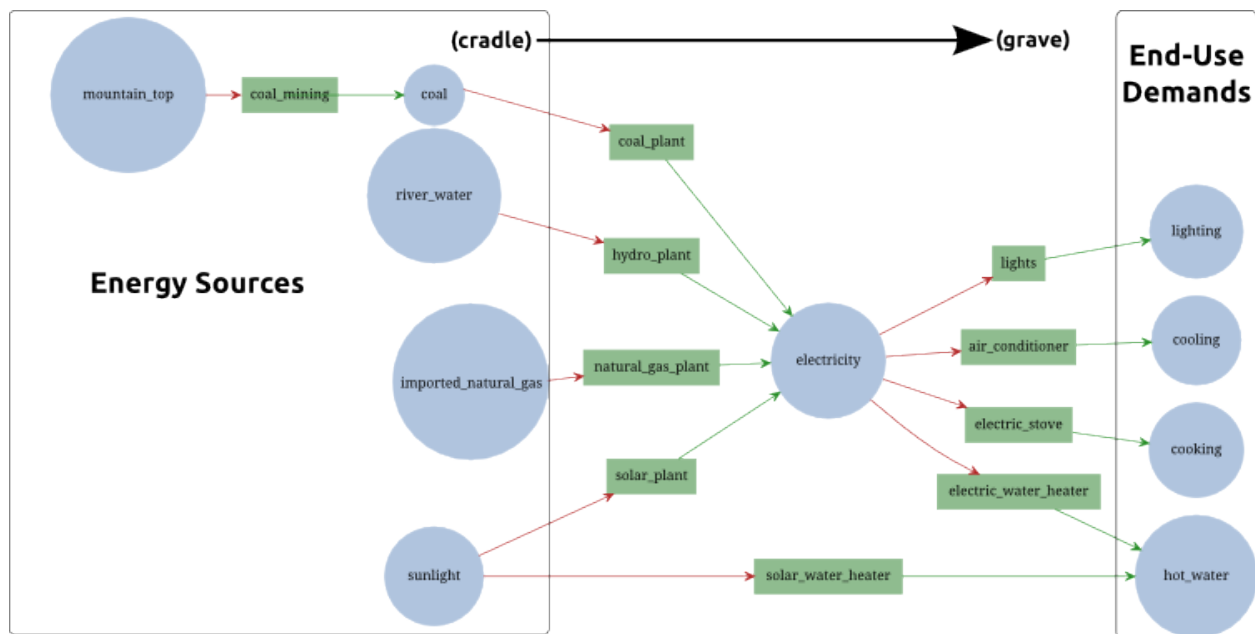 (cradle)
(grave)
End-Use
Demands
mountain_top
coal_mining
coal
coal_plant
river_water
lighting
hydro_plant
lights
Energy Sources
cooling
air_conditioner
electricity
natural_gas_plant
imported_natural_gas
electric_stove
cooking
solar_plant
electric_water_heater
sunlight
solar_water_heater
hot_water